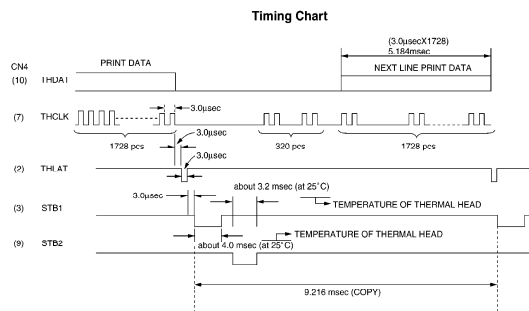 Timing Chart
(3.0µsecX1728)
5.184msec
CN4
PRINT DATA
NEXT LINE PRINT DATA
(10) THDAT
3.0µsec
(7) THCLK
1728 pcs
320 pcs
1728 pcs
3.0µsec
3.0µsec
(2) THLAT
about 3.2 msec (at 25°C)
3.0µsec
TEMPERATURE OF THERMAL HEAD
(3) STB1
TEMPERATURE OF THERMAL HEAD
(9) STB2
about 4.0 msec (at 25°C)
9.216 msec (COPY)